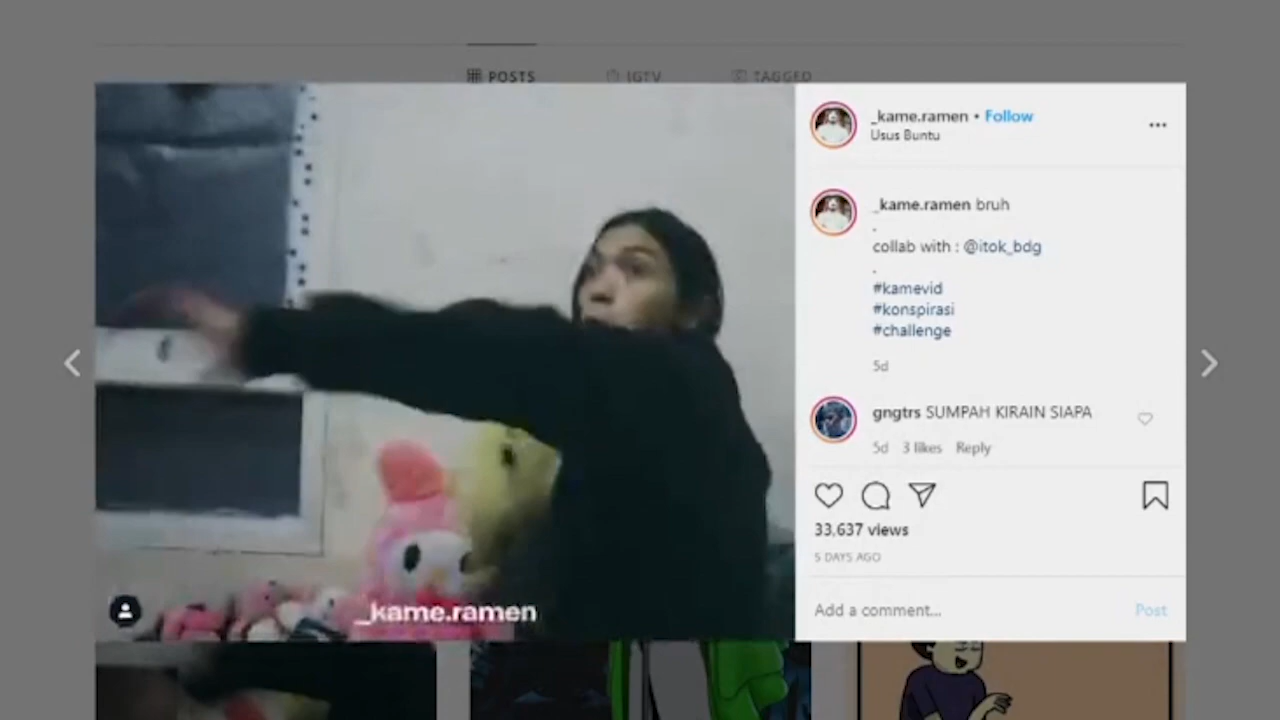 POSTS IGTV TAGGED
_kame.ramen • Follow
Usus Buntu
_kame.ramen bruh
.
collab with : @itok_bdg
.
#kamevid
#konspirasi
#challenge
5d
gngtrs SUMPAH KIRAIN SIAPA
5d 3 likes Reply
33,637 views
5 DAYS AGO
Add a comment... Post
_kame.ramen